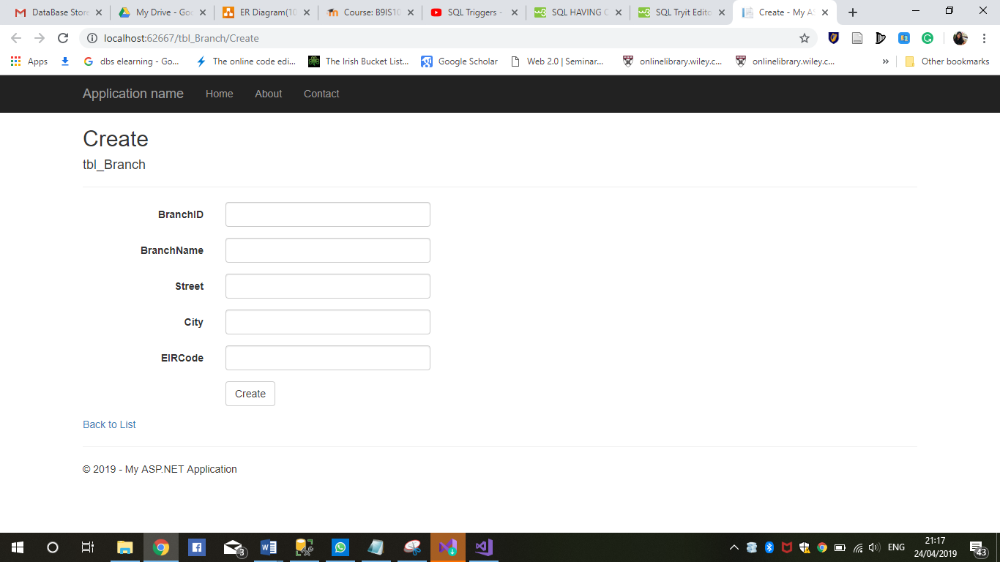 DataBase Store
My Drive - Goo
ER Diagram(10
Course: B9IS10
SQL Triggers -
SQL HAVING C
SQL Tryit Edito
Create - My AS
localhost:62667/tbl_Branch/Create
Apps
dbs elearning - Go...
The online code edi...
The Irish Bucket List...
Google Scholar
Web 2.0 | Seminar...
onlinelibrary.wiley.c...
onlinelibrary.wiley.c...
»
Other bookmarks
Application name
Home
About
Contact
Create
tbl_Branch
BranchID
BranchName
Street
City
EIRCode
Create
Back to List
© 2019 - My ASP.NET Application
3
ENG
21:17
24/04/2019
43